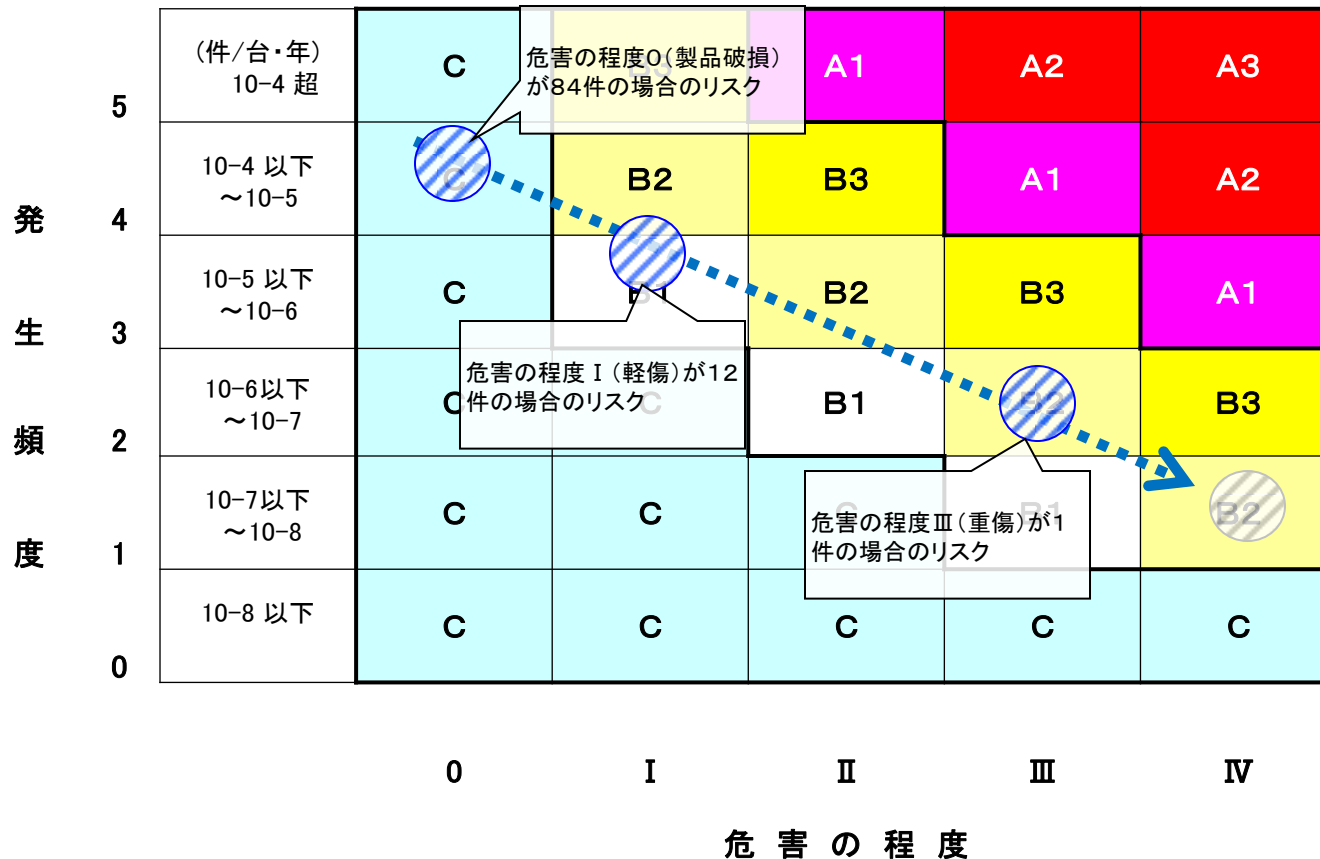 (件/台・年)
10-4 超
5
C
B3
A1
A2
A3
危害の程度0(製品破損)
が84件の場合のリスク
10-4 以下
～10-5
4
C
B2
B3
A1
A2
10-5 以下
～10-6
3
C
B1
B2
B3
A1
危害の程度Ⅰ(軽傷)が12
件の場合のリスク
10-6以下
～10-7
2
C
C
B1
B2
B3
10-7以下
～10-8
1
C
C
C
B1
B2
危害の程度Ⅲ(重傷)が1
件の場合のリスク
10-8 以下
0
C
C
C
C
C
発生頻度
0
Ⅰ
Ⅱ
Ⅲ
Ⅳ
危害の程度